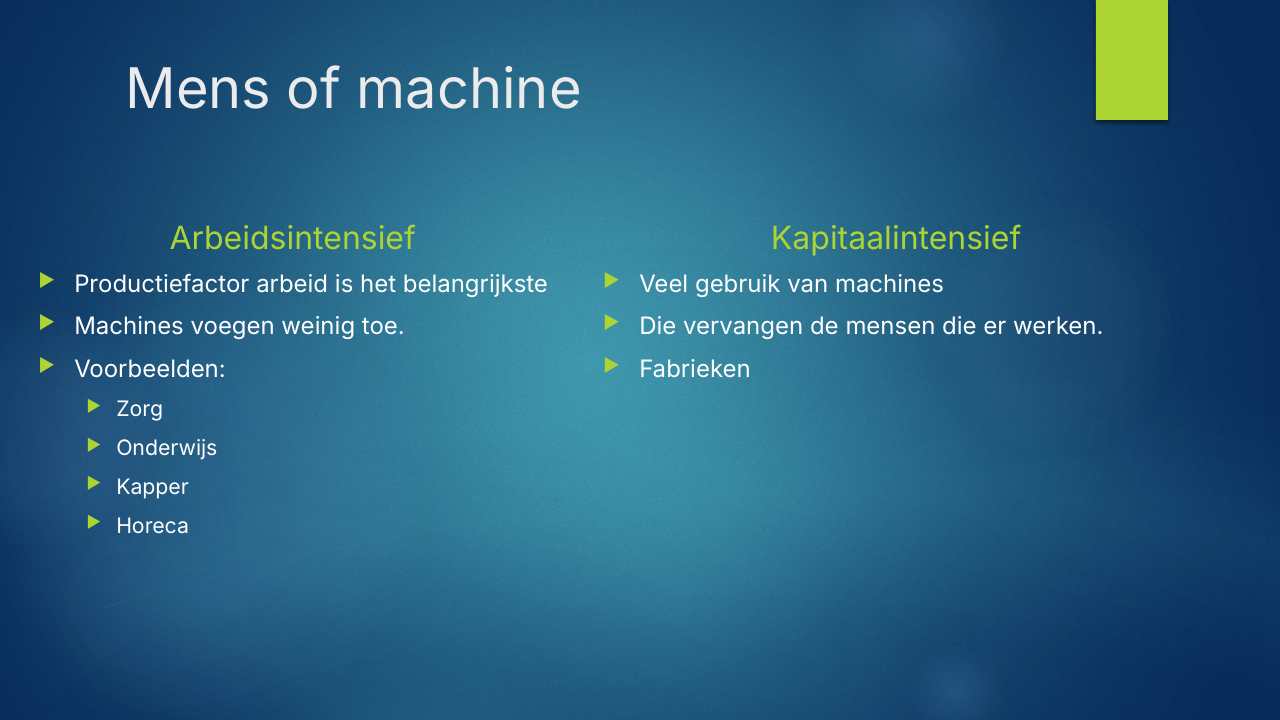 Mens of machine
Arbeidsintensief
Productiefactor arbeid is het belangrijkste
Machines voegen weinig toe.
Voorbeelden:
Zorg
Onderwijs
Kapper
Horeca
Kapitaalintensief
Veel gebruik van machines
Die vervangen de mensen die er werken.
Fabrieken